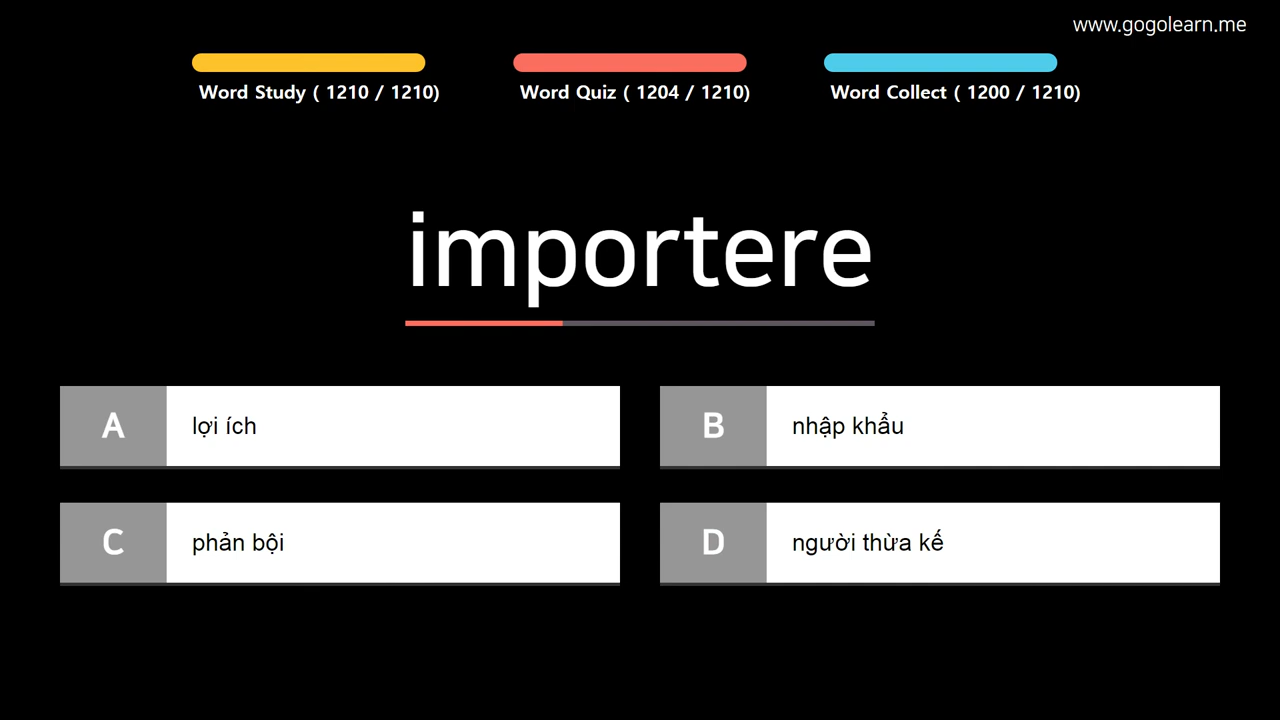 www.gogolearn.me
Word Study ( 1210 / 1210)
Word Quiz ( 1204 / 1210)
Word Collect ( 1200 / 1210)
importere
A lợi ích
B nhập khẩu
C phản bội
D người thừa kế